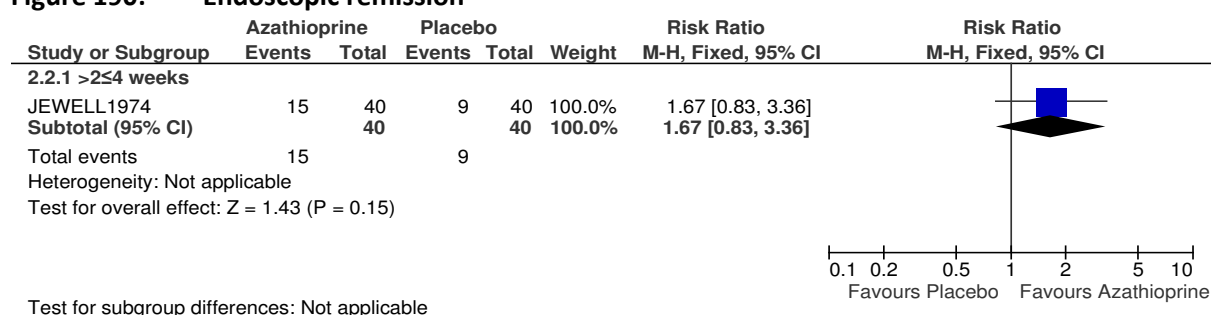 Figure 190: Endoscopic remission
Azathioprine Placebo Risk Ratio Risk Ratio
Study or Subgroup Events Total Events Total Weight M-H, Fixed, 95% CI M-H, Fixed, 95% CI
2.2.1 >2≤4 weeks
JEWELL1974 15 40 9 40 100.0% 1.67 [0.83, 3.36]
Subtotal (95% CI) 40 40 100.0% 1.67 [0.83, 3.36]
Total events 15 9
Heterogeneity: Not applicable
Test for overall effect: Z = 1.43 (P = 0.15)
0.1 0.2 0.5 1 2 5 10
Favours Placebo Favours Azathioprine
Test for subgroup differences: Not applicable